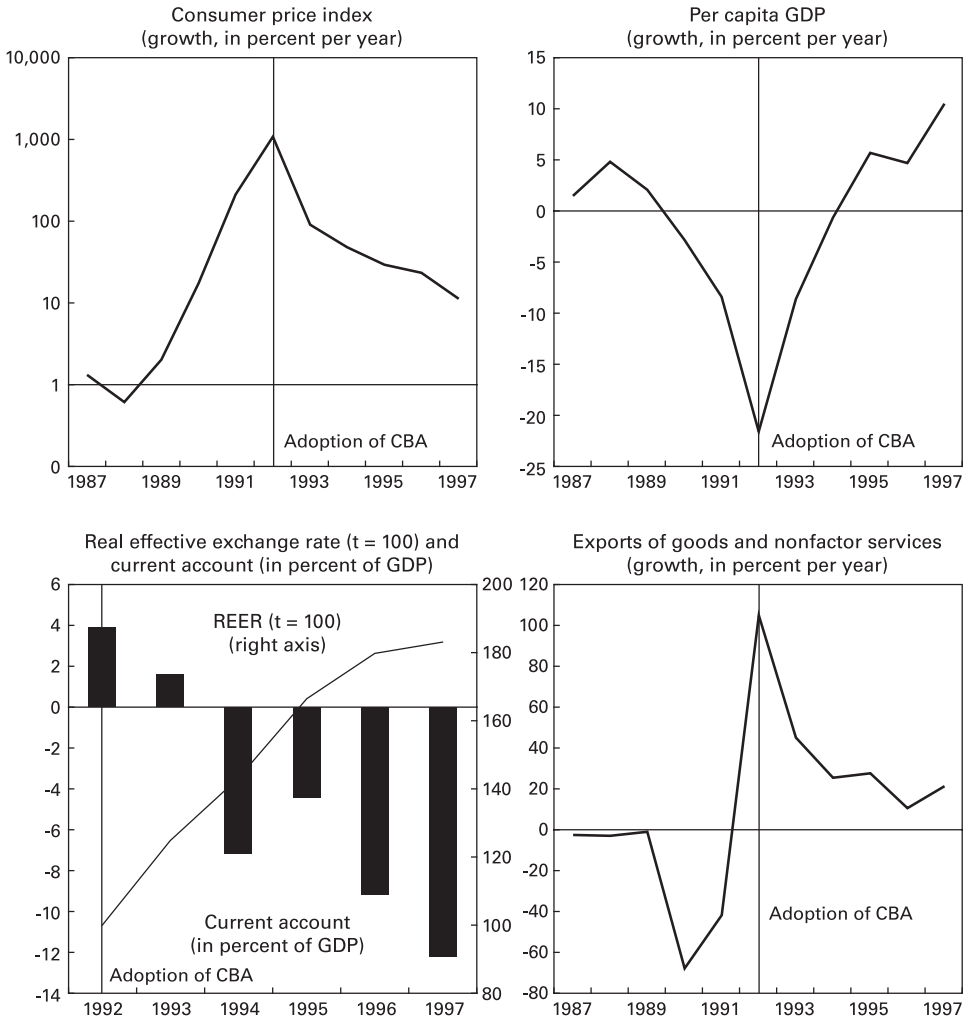 Consumer price index
(growth, in percent per year)
10,000
1,000
100
10
1
0
Adoption of CBA
1987 1989 1991 1993 1995 1997
Per capita GDP
(growth, in percent per year)
15
10
5
0
-5
-10
-15
-20
-25
Adoption of CBA
1987 1989 1991 1993 1995 1997
Real effective exchange rate (t = 100) and
current account (in percent of GDP)
6
4
2
0
-2
-4
-6
-8
-10
-12
-14
REER (t = 100)
(right axis)
Current account
(in percent of GDP)
Adoption of CBA
200
180
160
140
120
100
80
1992 1993 1994 1995 1996 1997
Exports of goods and nonfactor services
(growth, in percent per year)
120
100
80
60
40
20
0
-20
-40
-60
-80
Adoption of CBA
1987 1989 1991 1993 1995 1997